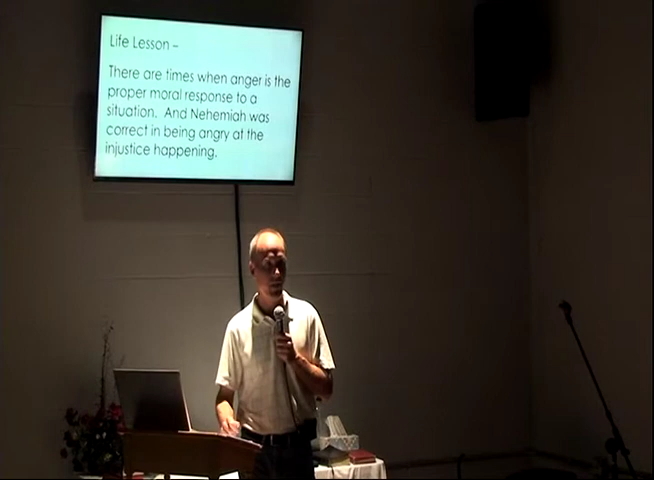 Life Lesson –
There are times when anger is the
proper moral response to a
situation.  And Nehemiah was
correct in being angry at the
injustice happening.